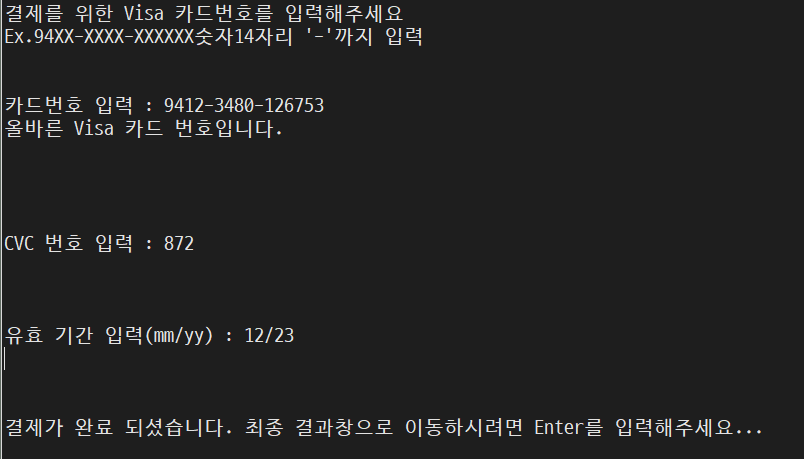 결제를 위한 Visa 카드번호를 입력해주세요
Ex.94XX-XXXX-XXXXXX숫자14자리 '-'까지 입력
카드번호 입력 : 9412-3480-126753
올바른 Visa 카드 번호입니다.
CVC 번호 입력 : 872
유효 기간 입력(mm/yy) : 12/23
결제가 완료 되셨습니다. 최종 결과창으로 이동하시려면 Enter를 입력해주세요...